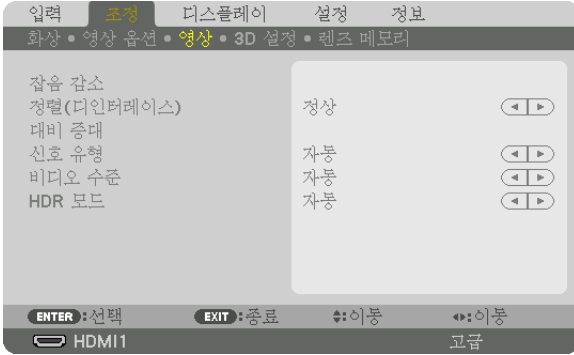 입력 조정 디스플레이 설정 정보
화상 • 영상 옵션 • 영상 • 3D 설정 • 렌즈 메모리
잡음 감소
정렬(디인터레이스) 정상
대비 증대
신호 유형 자동
비디오 수준 자동
HDR 모드 자동
ENTER :선택 EXIT :종료 :이동 :이동
HDMI1 고급